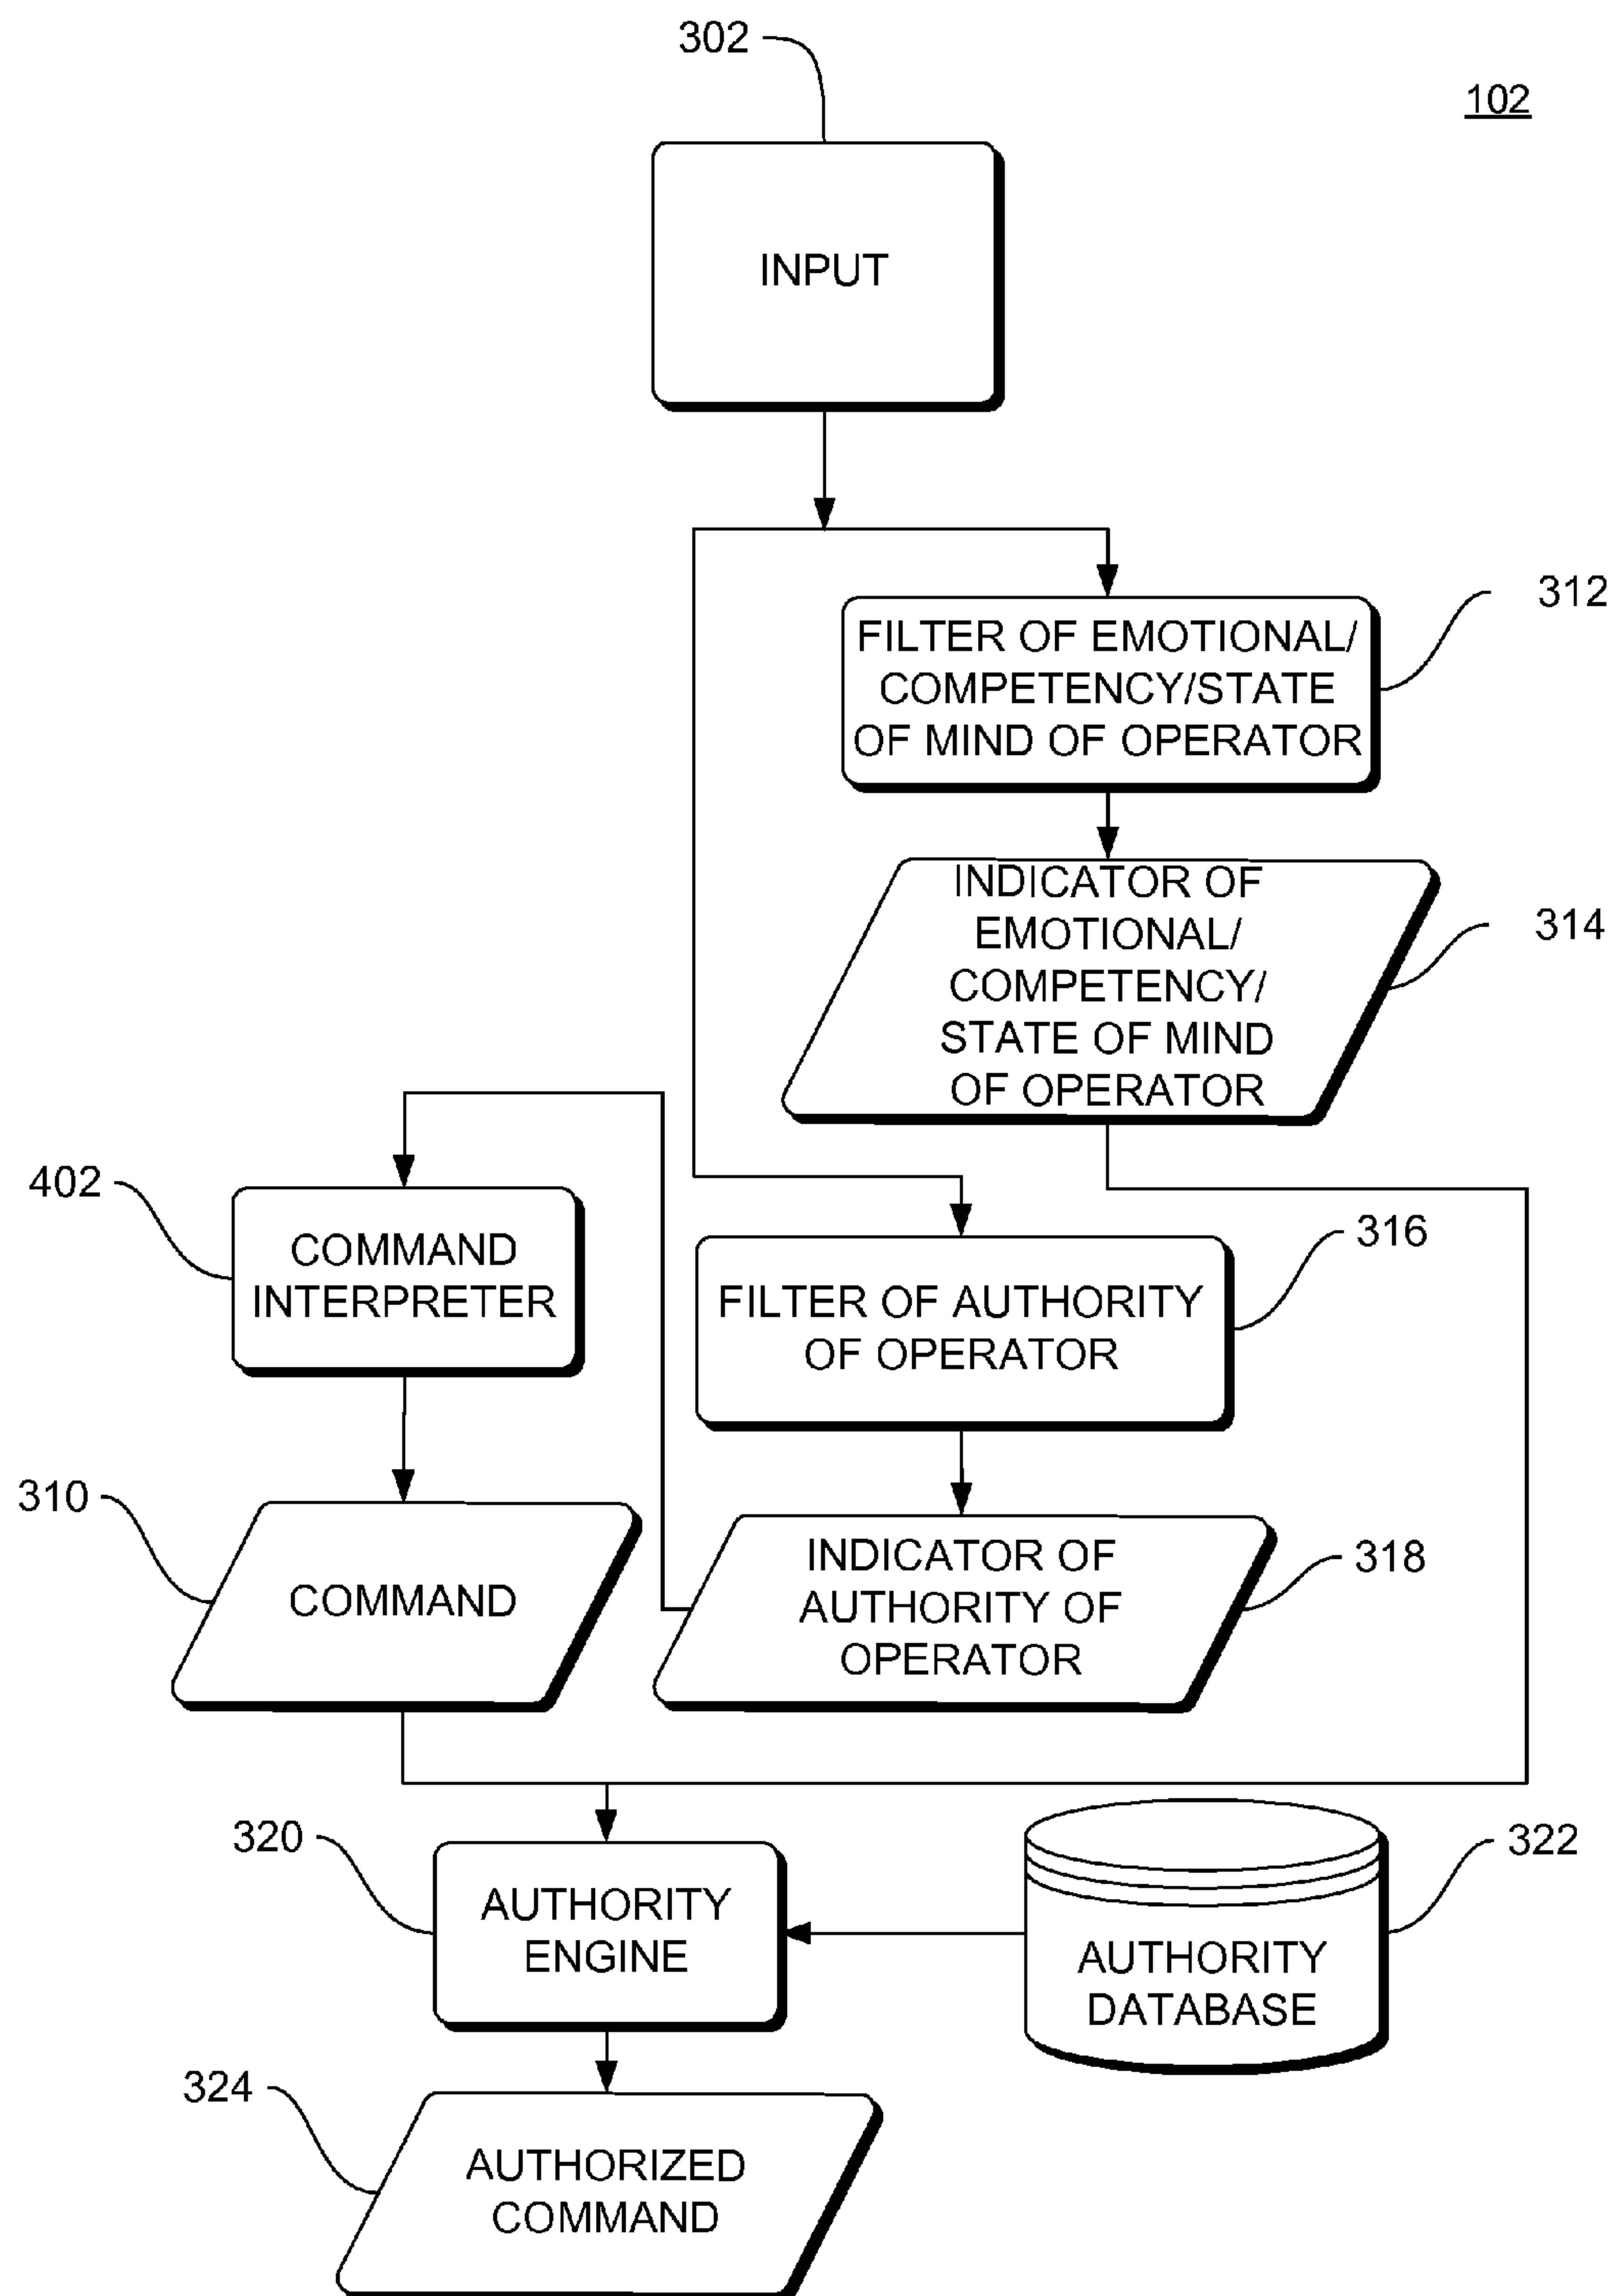 302
102
INPUT
312
FILTER OF EMOTIONAL/
COMPETENCY/STATE
OF MIND OF OPERATOR
314
INDICATOR OF
EMOTIONAL/
COMPETENCY/
STATE OF MIND
OF OPERATOR
402
COMMAND
INTERPRETER
316
FILTER OF AUTHORITY
OF OPERATOR
310
COMMAND
318
INDICATOR OF
AUTHORITY OF
OPERATOR
320
AUTHORITY
ENGINE
322
AUTHORITY
DATABASE
324
AUTHORIZED
COMMAND